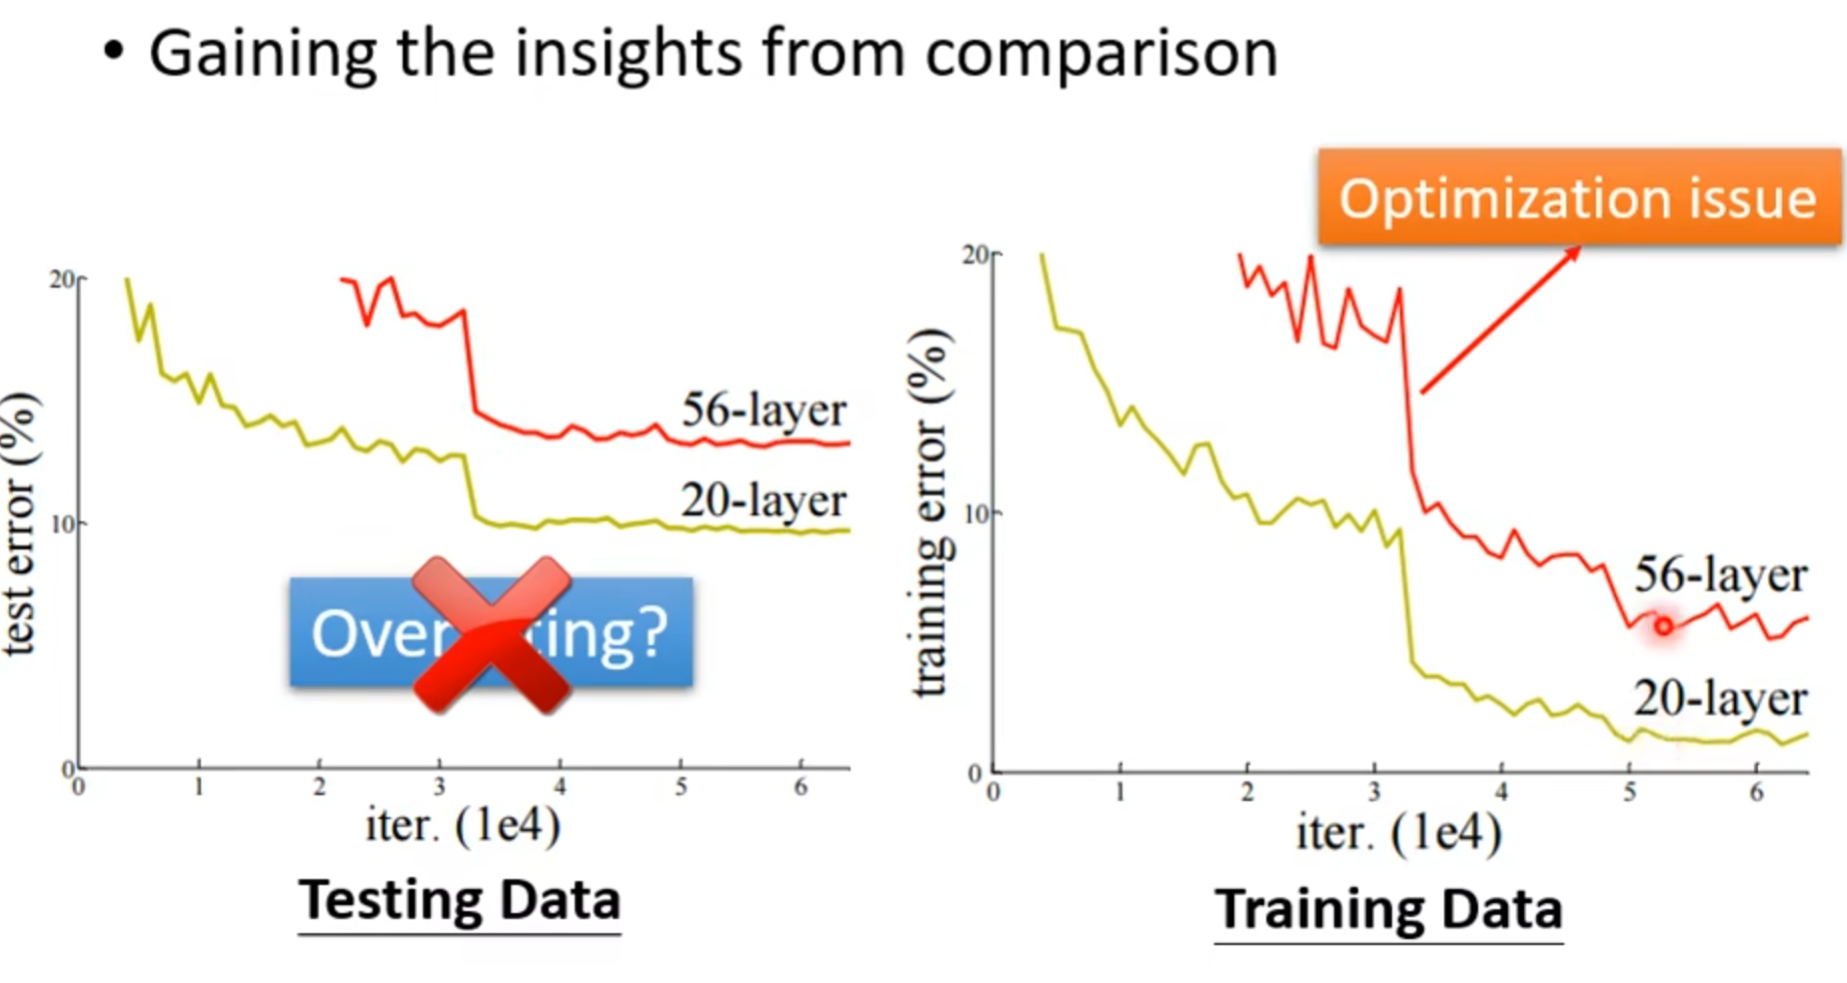 • Gaining the insights from comparison
Optimization issue
20
10
0
test error (%)
56-layer
20-layer
Over ting?
0 1 2 3 4 5 6
iter. (1e4)
Testing Data
20
10
0
training error (%)
56-layer
20-layer
0 1 2 3 4 5 6
iter. (1e4)
Training Data